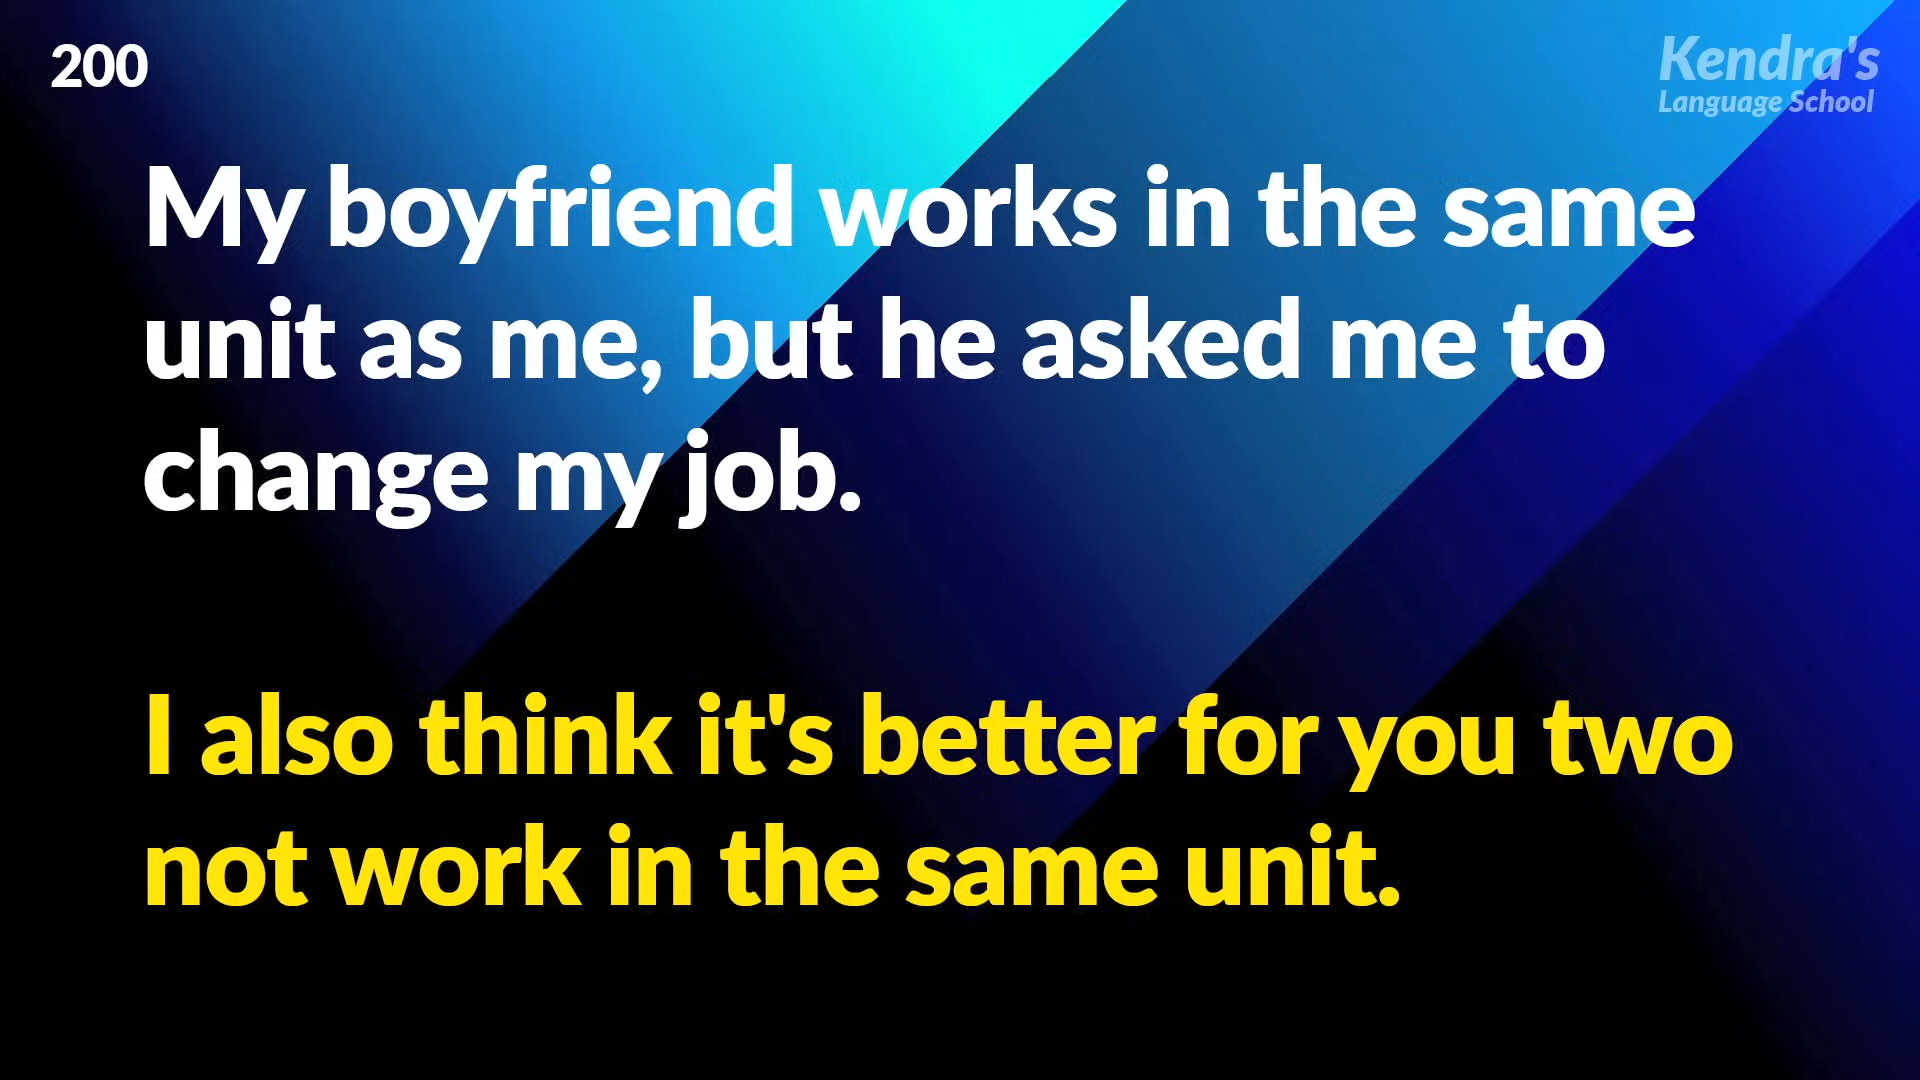 200
Kendra's
Language School
My boyfriend works in the same
unit as me, but he asked me to
change my job.
I also think it's better for you two
not work in the same unit.